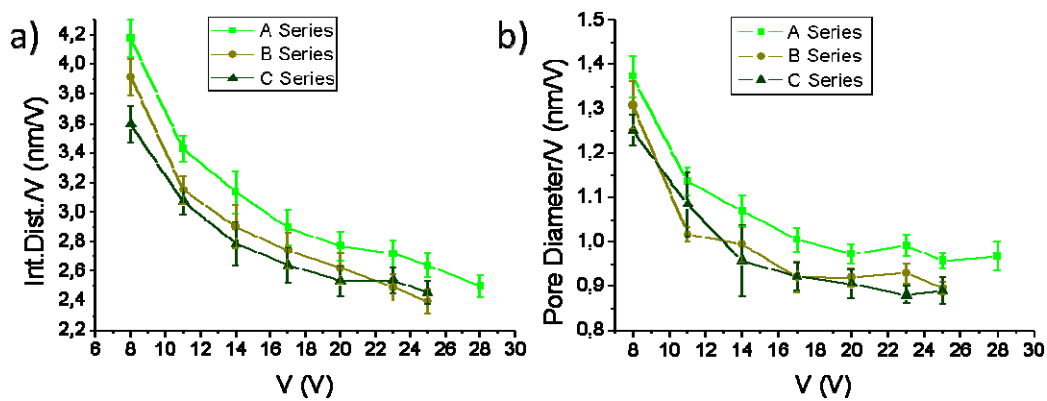 a)
A Series
B Series
C Series
Int.Dist./V (nm/V)
4,2
4,0
3,8
3,6
3,4
3,2
3,0
2,8
2,6
2,4
2,2
6 8 10 12 14 16 18 20 22 24 26 28 30
V (V)
b)
A Series
B Series
C Series
Pore Diameter/V (nm/V)
1,5
1,4
1,3
1,2
1,1
1,0
0,9
0,8
8 10 12 14 16 18 20 22 24 26 28 30
V (V)